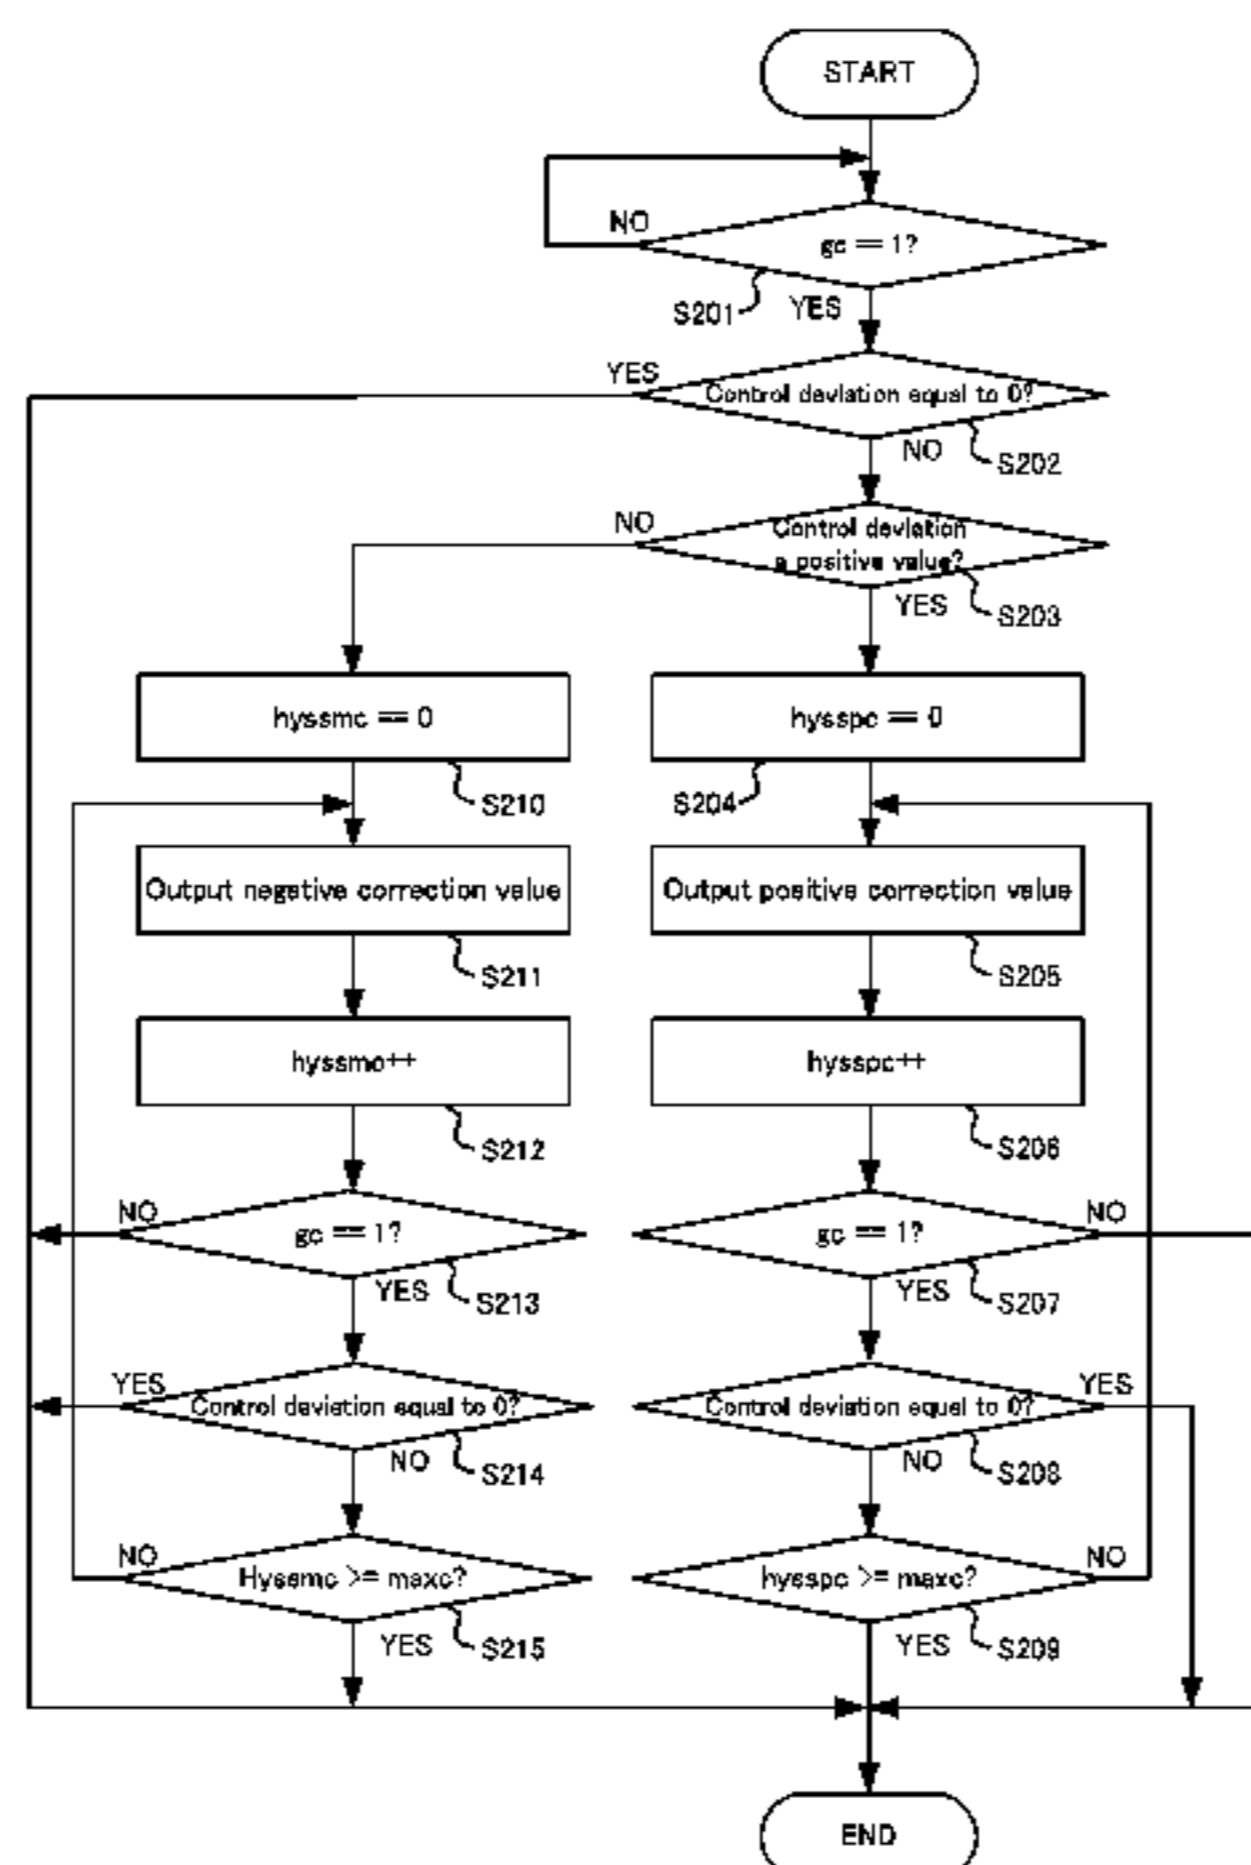 START
NO
gc == 1?
S201
YES
YES
Control deviation equal to 0?
NO
S202
NO
Control deviation
a positive value?
YES
S203
hyssmc == 0
hysspc == 0
S210
S204
Output negative correction value
Output positive correction value
S211
S205
hyssmc++
hysspc++
S212
S206
NO
gc == 1?
gc == 1?
NO
YES
S213
YES
S207
YES
Control deviation equal to 0?
Control deviation equal to 0?
YES
NO
S214
NO
S208
NO
Hyssmc >= maxc?
hysspc >= maxc?
NO
YES
S215
YES
S209
END